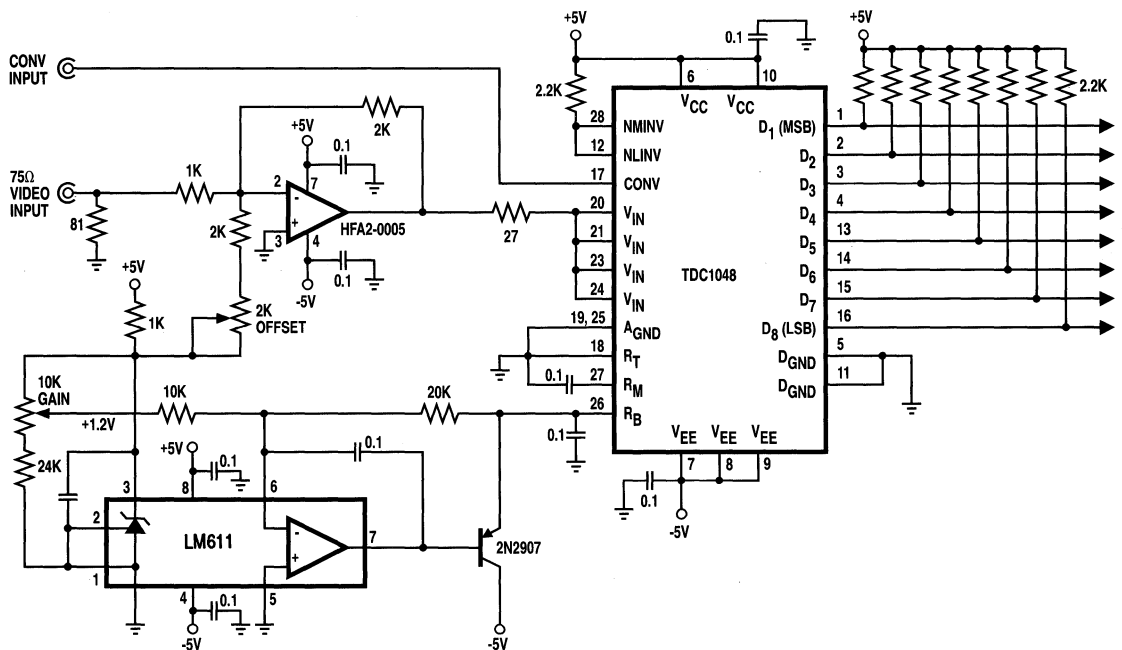 +5V
+5V
0.1
CONV
INPUT
6
10
2.2K
VCC
VCC
2.2K
2K
28
NMINV
D1 (MSB)
1
+5V
12
NLINV
D2
2
0.1
75Ω
VIDEO
INPUT
1K
17
CONV
D3
3
2
-
7
20
VIN
D4
4
81
2K
+
3
4
HFA2-0005
27
21
VIN
D5
13
23
VIN
TDC1048
D6
14
+5V
0.1
-5V
24
VIN
D7
15
1K
2K
OFFSET
19, 25
AGND
D8 (LSB)
16
18
RT
DGND
5
10K
GAIN
0.1
27
RM
DGND
11
10K
20K
+1.2V
26
RB
0.1
VEE
VEE
VEE
24K
+5V
0.1
0.1
7
8
9
3
8
6
0.1
-5V
2
LM611
-
+
7
2N2907
1
4
0.1
5
-5V
-5V